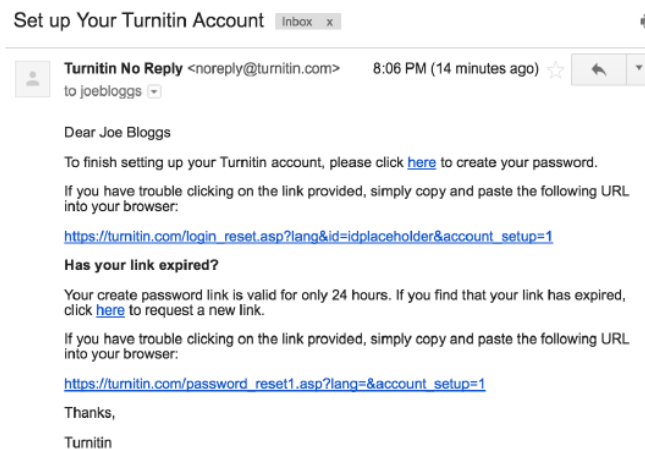 Set up Your Turnitin Account Inbox x
Turnitin No Reply <noreply@turnitin.com> 8:06 PM (14 minutes ago)
to joebloggs
Dear Joe Bloggs
To finish setting up your Turnitin account, please click here to create your password.
If you have trouble clicking on the link provided, simply copy and paste the following URL
into your browser:
https://turnitin.com/login_reset.asp?lang&id=idplaceholder&account_setup=1
Has your link expired?
Your create password link is valid for only 24 hours. If you find that your link has expired,
click here to request a new link.
If you have trouble clicking on the link provided, simply copy and paste the following URL
into your browser:
https://turnitin.com/password_reset1.asp?lang=&account_setup=1
Thanks,
Turnitin